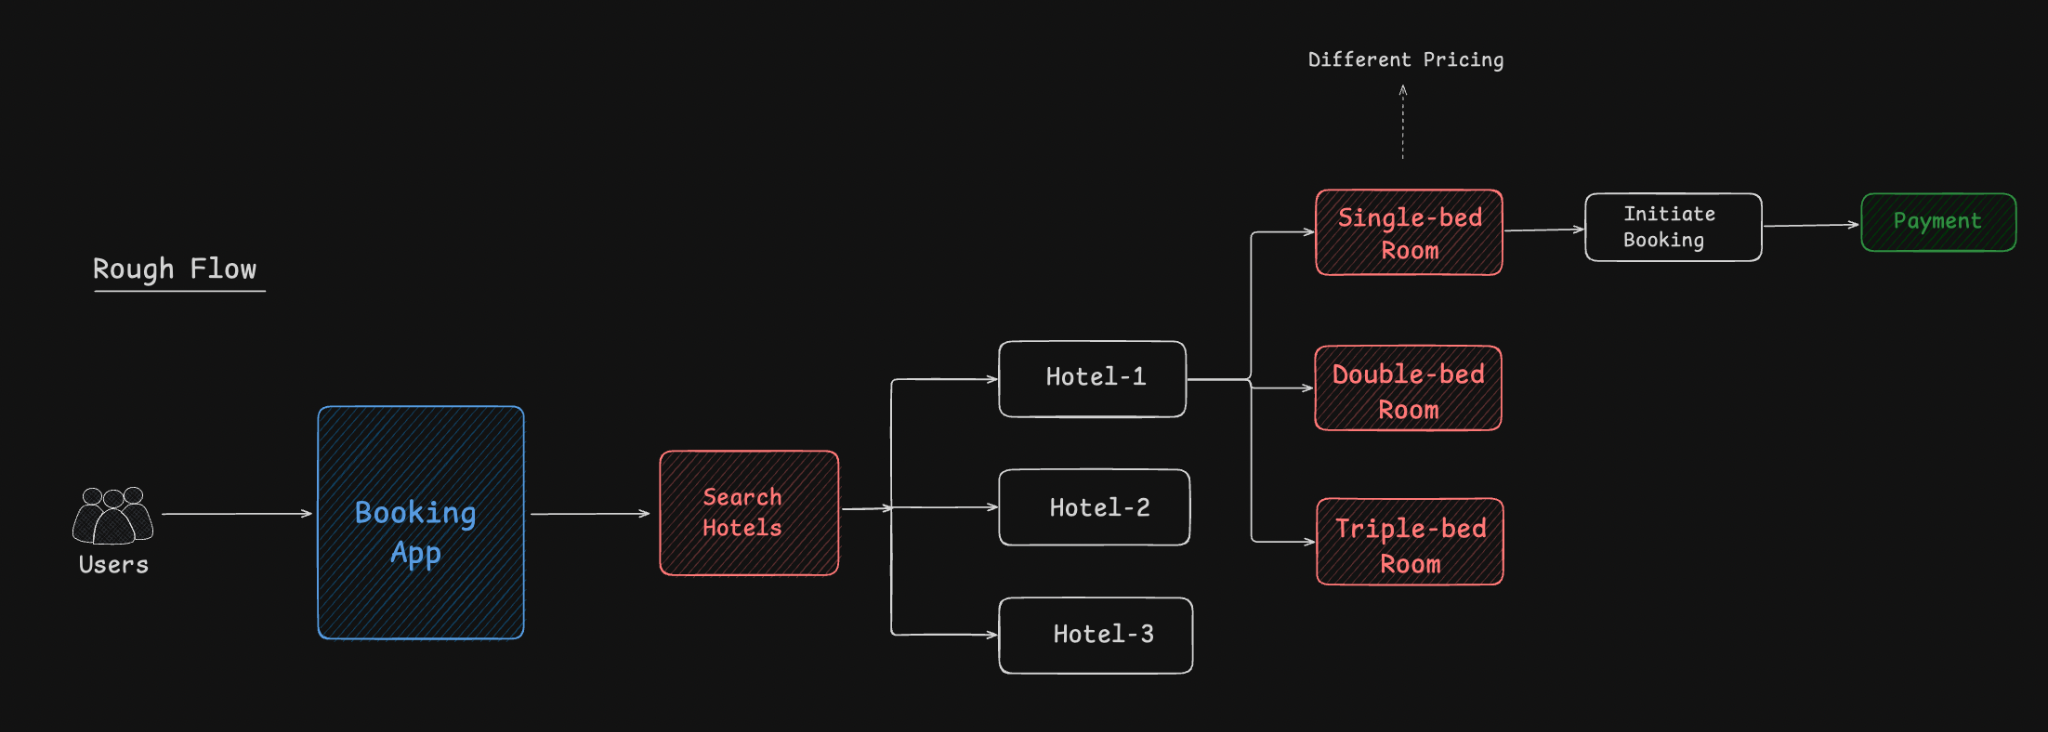 Different Pricing
Single-bed
Room
Initiate
Booking
Payment
Rough Flow
Hotel-1
Double-bed
Room
Booking
App
Search
Hotels
Hotel-2
Triple-bed
Room
Users
Hotel-3